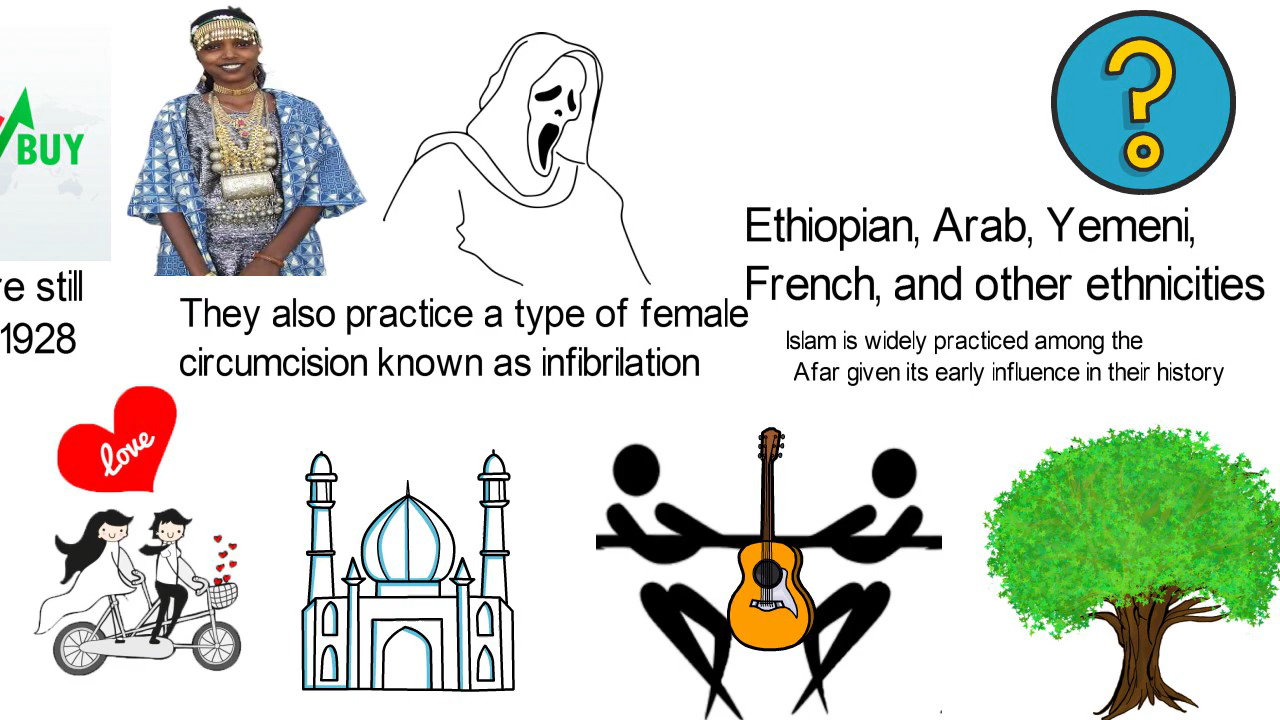 BUY
re still
1928
They also practice a type of female
circumcision known as infibrilation
Ethiopian, Arab, Yemeni,
French, and other ethnicities
Islam is widely practiced among the
Afar given its early influence in their history
love